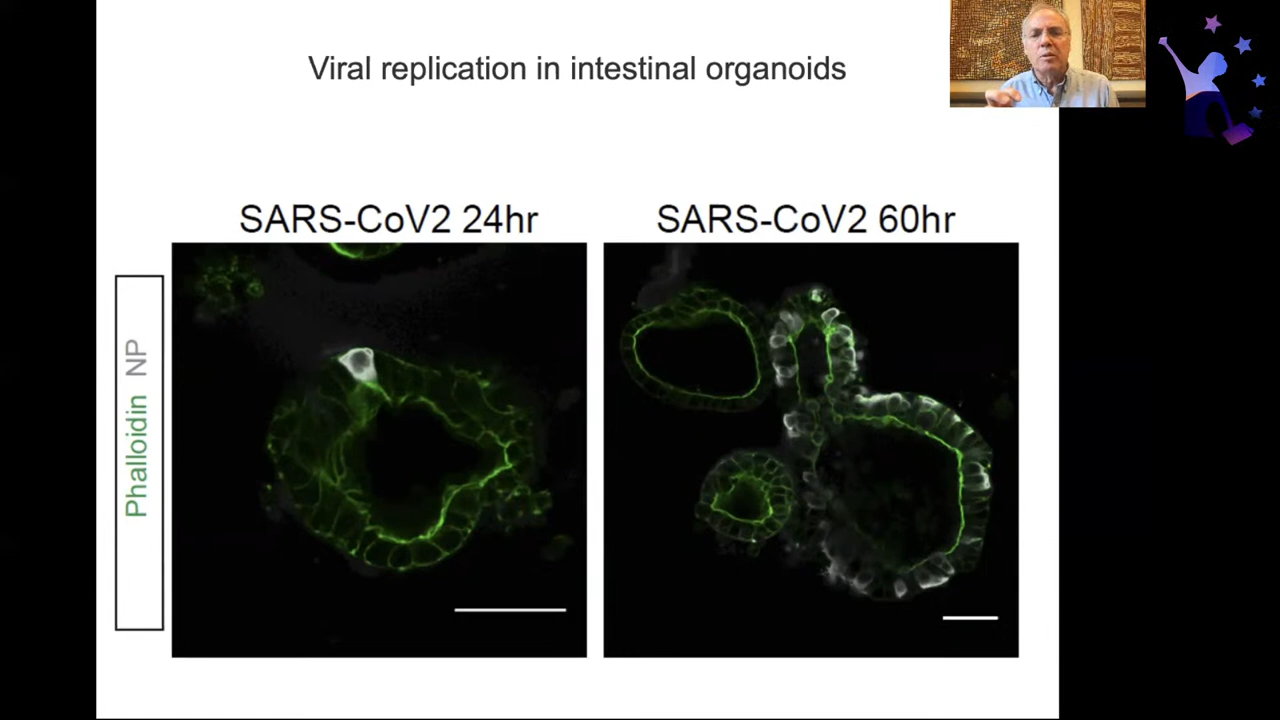 Viral replication in intestinal organoids
SARS-CoV2 24hr
SARS-CoV2 60hr
Phalloidin NP